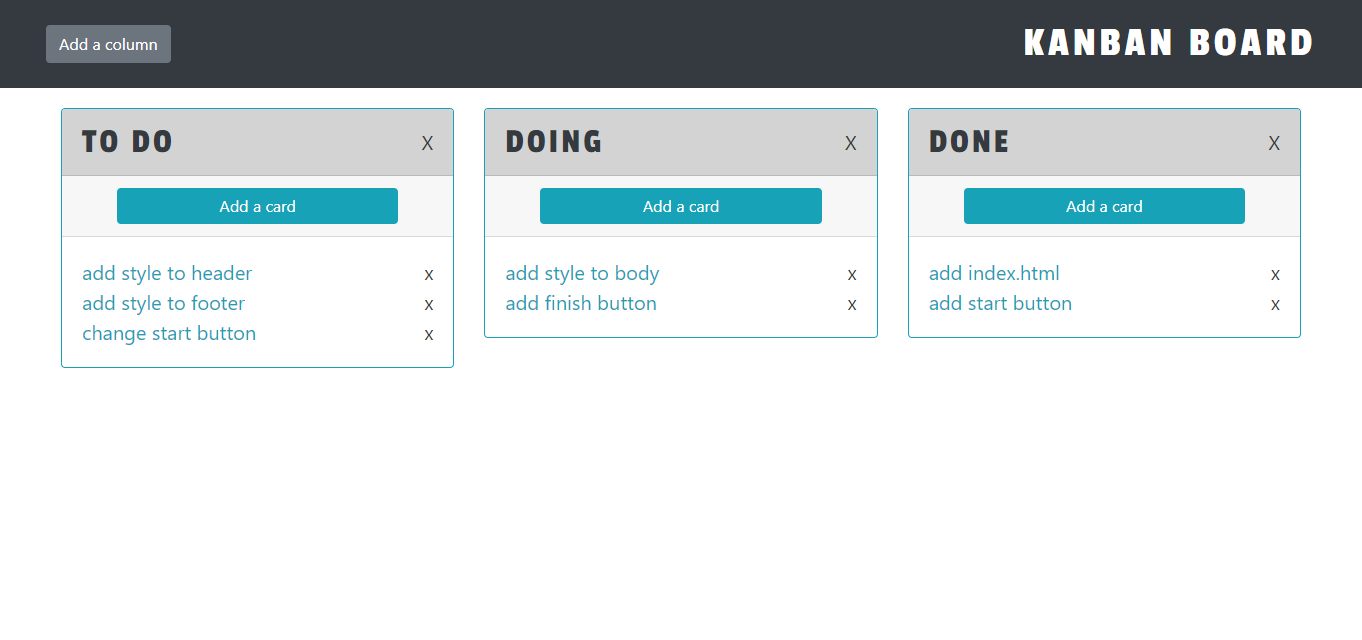 Add a column
KANBAN BOARD
TO DO X
Add a card
add style to header x
add style to footer x
change start button x
DOING X
Add a card
add style to body x
add finish button x
DONE X
Add a card
add index.html x
add start button x